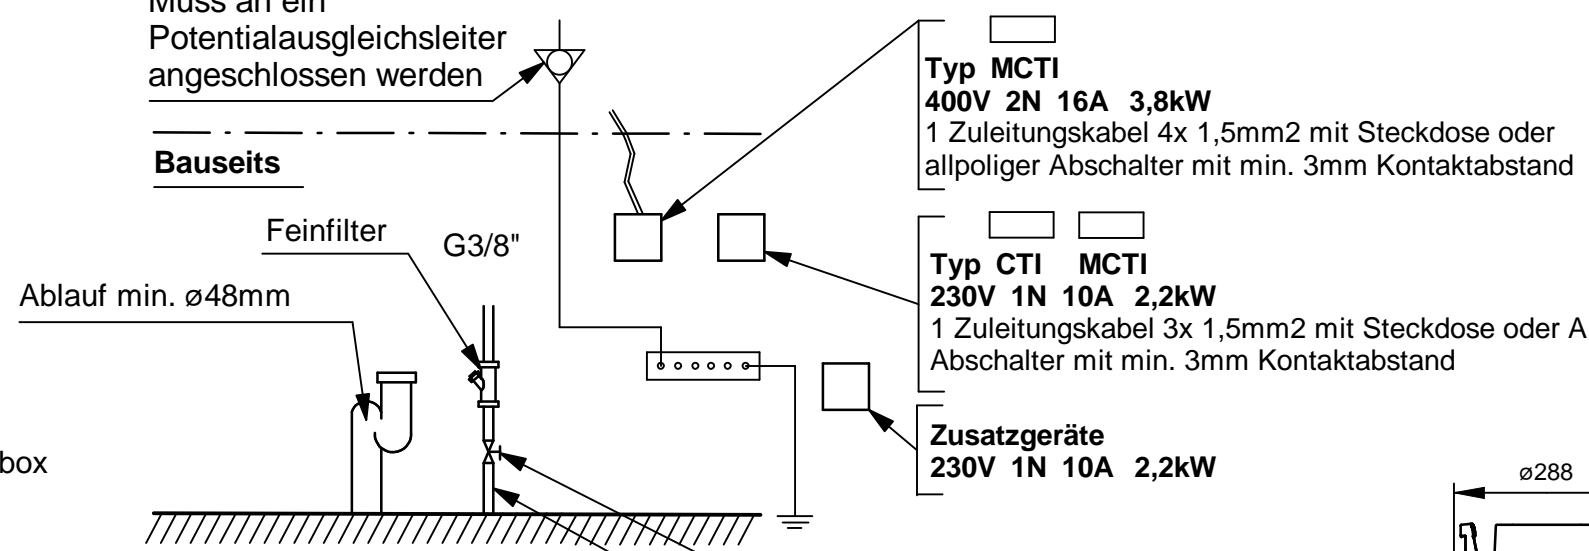 Muss an ein
Potentialausgleichsleiter
angeschlossen werden
Bauseits
Feinfilter
G3/8"
Ablauf min. ø48mm
box
Typ MCTI
400V 2N 16A 3,8kW
1 Zuleitungskabel 4x 1,5mm2 mit Steckdose oder
allpoliger Abschalter mit min. 3mm Kontaktabstand
Typ CTI MCTI
230V 1N 10A 2,2kW
1 Zuleitungskabel 3x 1,5mm2 mit Steckdose oder A
Abschalter mit min. 3mm Kontaktabstand
Zusatzgeräte
230V 1N 10A 2,2kW
ø288